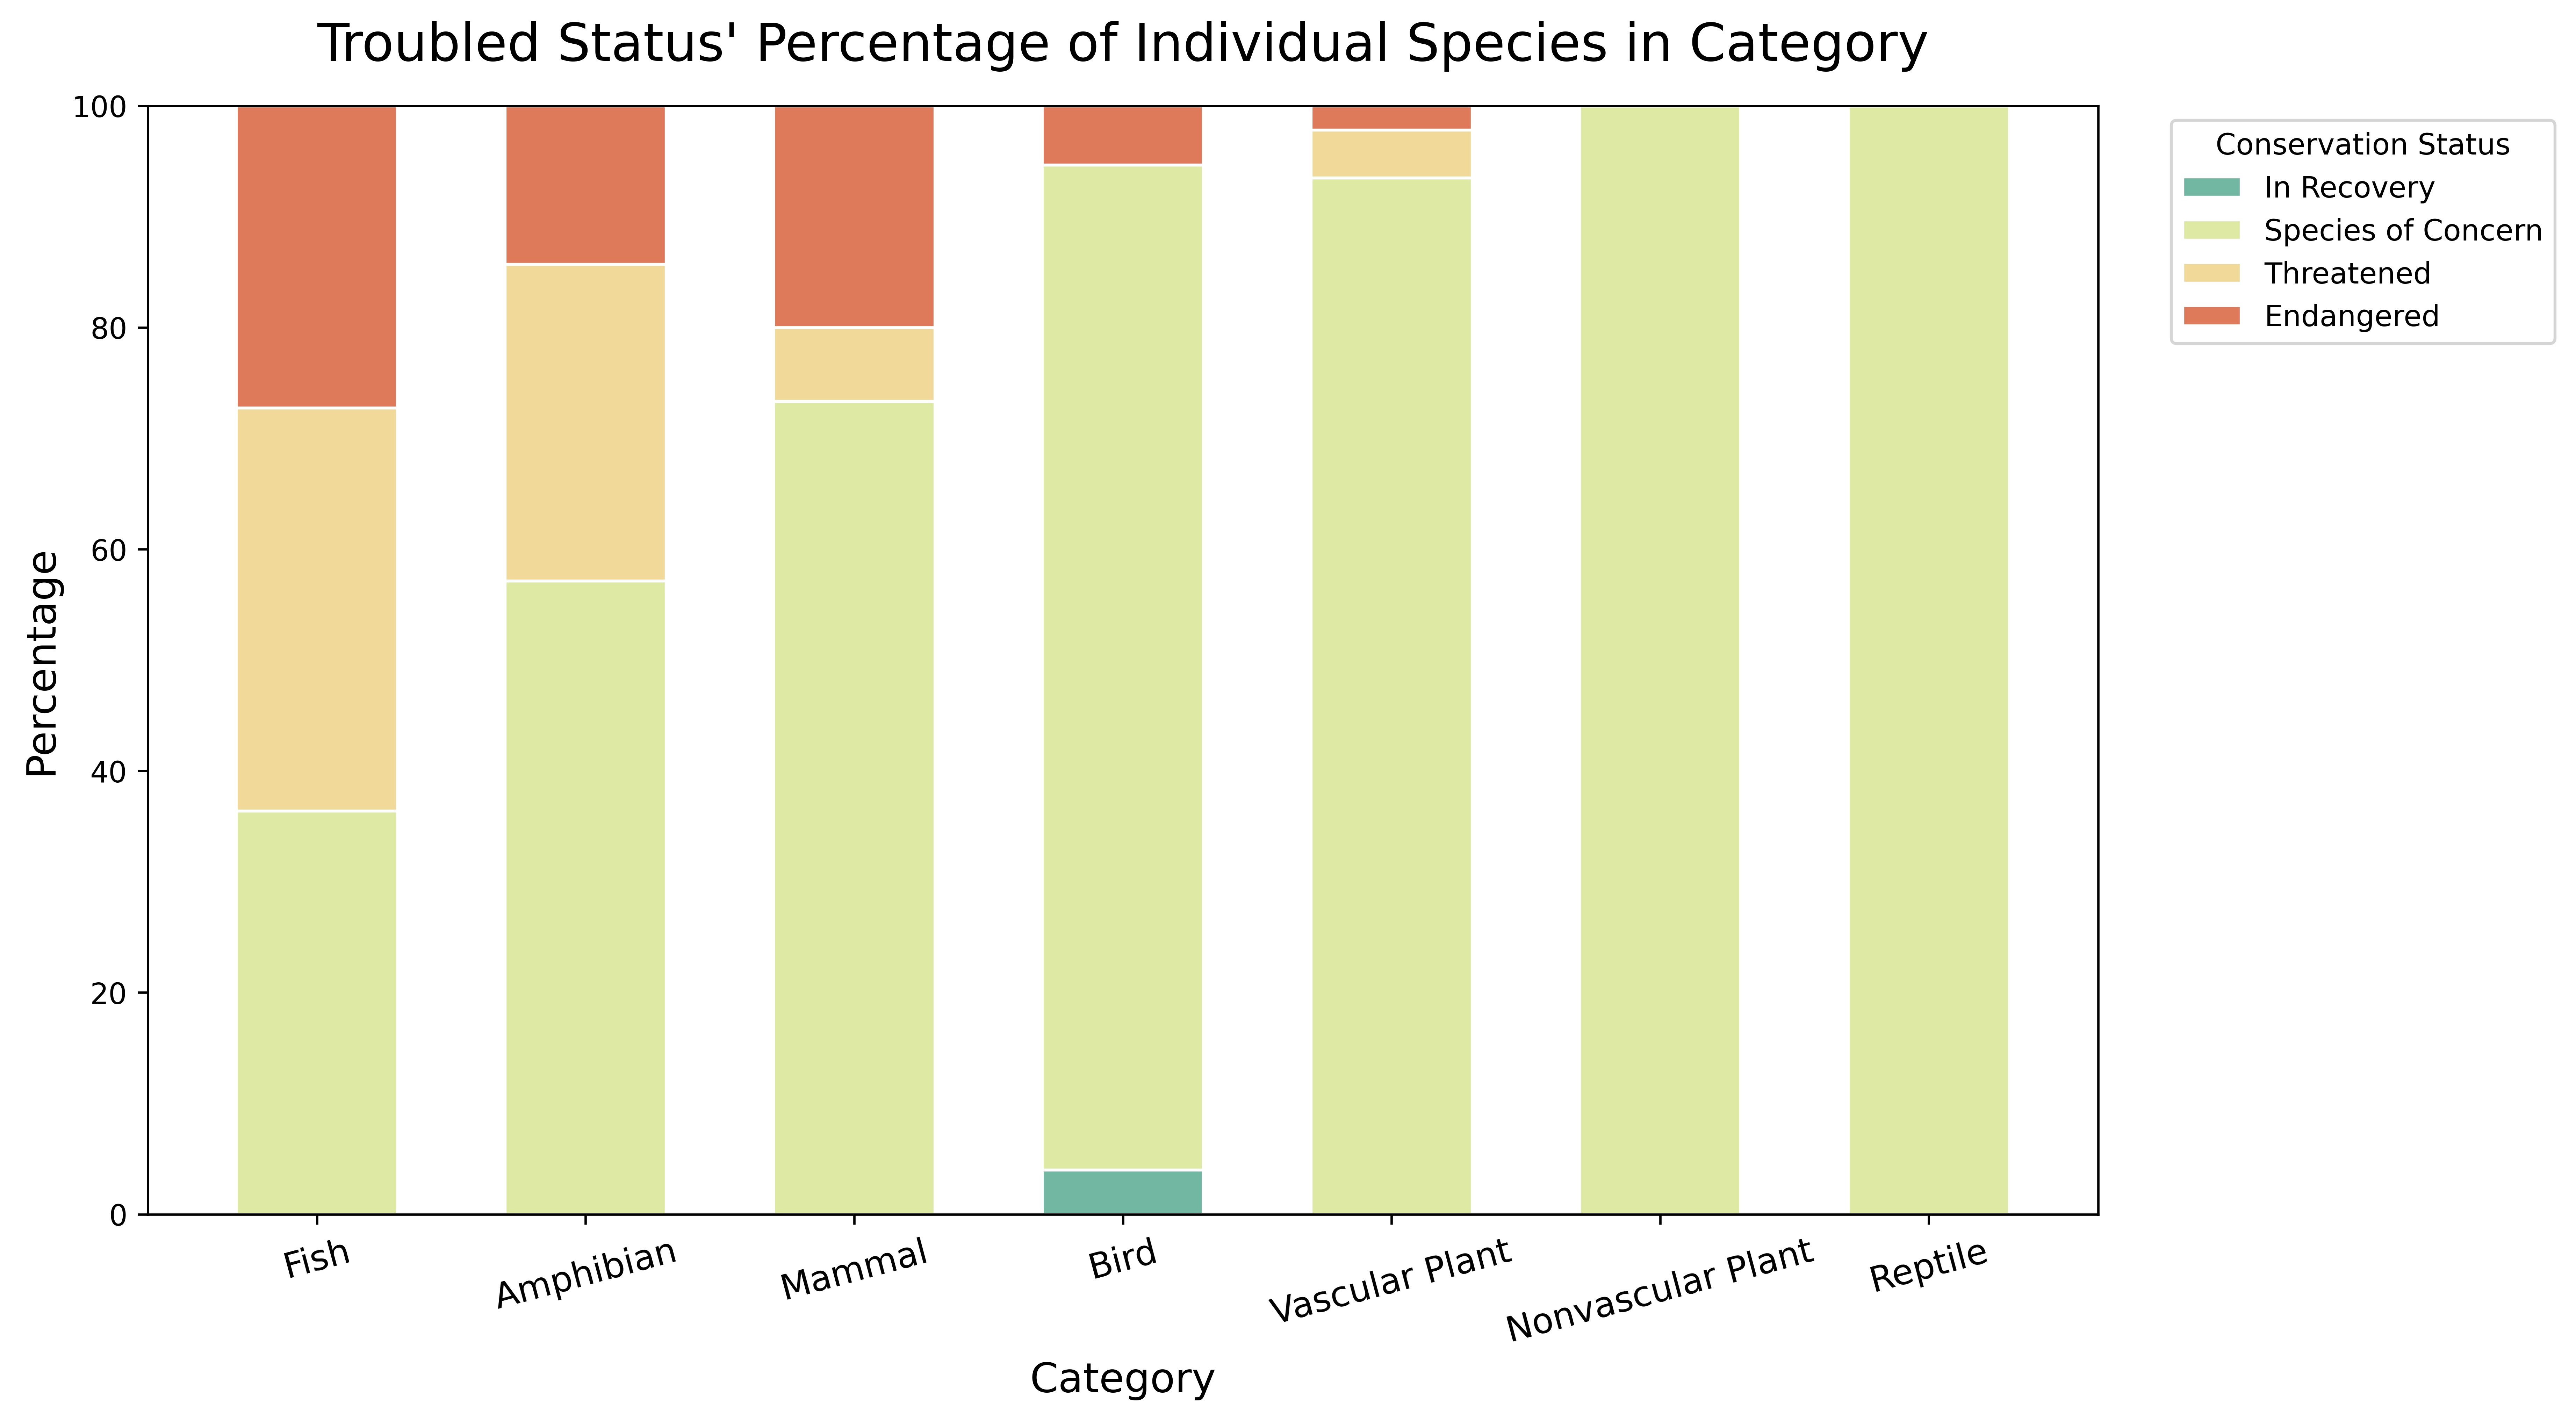 Troubled Status' Percentage of Individual Species in Category
100
80
60
40
20
0
Percentage
Fish
Amphibian
Mammal
Bird
Vascular Plant
Nonvascular Plant
Reptile
Category
Conservation Status
In Recovery
Species of Concern
Threatened
Endangered